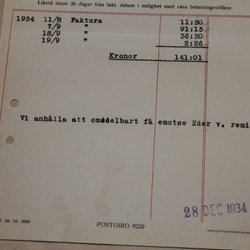 Likvid inom 30 dagar från fakt. datum i enlighet med våra betalningsvillkor.
1934 11/8 Faktura 11:30
7/9 " 91:15
18/9 " 36:30
19/9 " 2:26
Kronor 141:01
Vi anhålla att omedelbart få emotse Eder v. remi
28 DEC 1934
POSTGIRO 9220